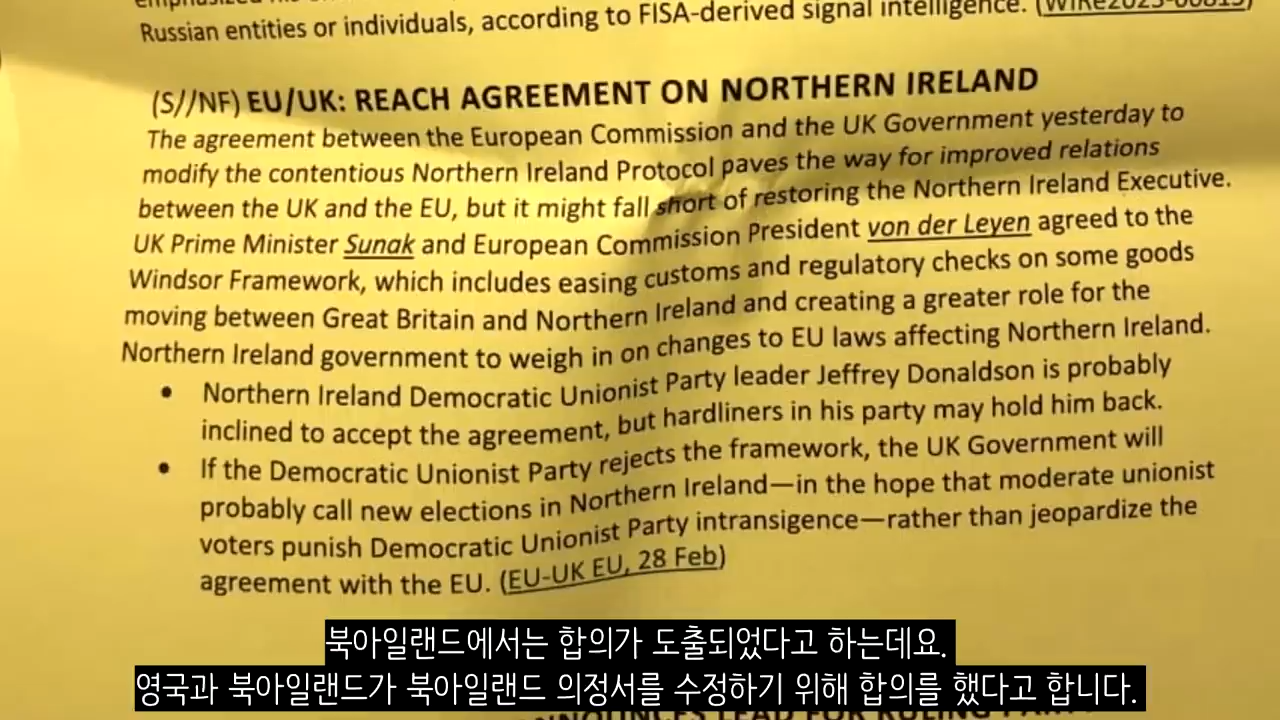 Russian entities or individuals, according to FISA-derived signal intelligence.
(S//NF) EU/UK: REACH AGREEMENT ON NORTHERN IRELAND
The agreement between the European Commission and the UK Government yesterday to
modify the contentious Northern Ireland Protocol paves the way for improved relations
between the UK and the EU, but it might fall short of restoring the Northern Ireland Executive.
UK Prime Minister Sunak and European Commission President von der Leyen agreed to the
Windsor Framework, which includes easing customs and regulatory checks on some goods
moving between Great Britain and Northern Ireland and creating a greater role for the
Northern Ireland government to weigh in on changes to EU laws affecting Northern Ireland.
• Northern Ireland Democratic Unionist Party leader Jeffrey Donaldson is probably
inclined to accept the agreement, but hardliners in his party may hold him back.
• If the Democratic Unionist Party rejects the framework, the UK Government will
probably call new elections in Northern Ireland—in the hope that moderate unionist
voters punish Democratic Unionist Party intransigence—rather than jeopardize the
agreement with the EU. (EU-UK EU, 28 Feb)
북아일랜드에서는 합의가 도출되었다고 하는데요.
영국과 북아일랜드가 북아일랜드 의정서를 수정하기 위해 합의를 했다고 합니다.